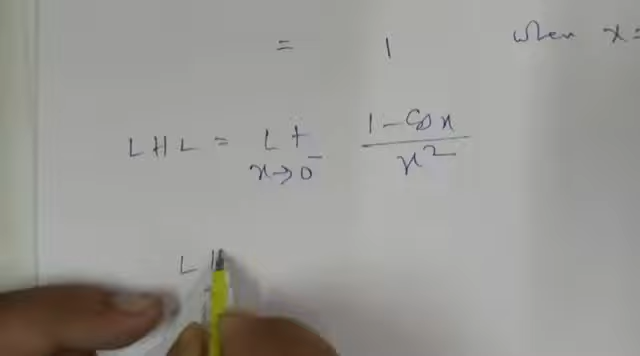 = 1 when x =
LHL = Lt x→0⁻ 1 - Cos x / x²
L